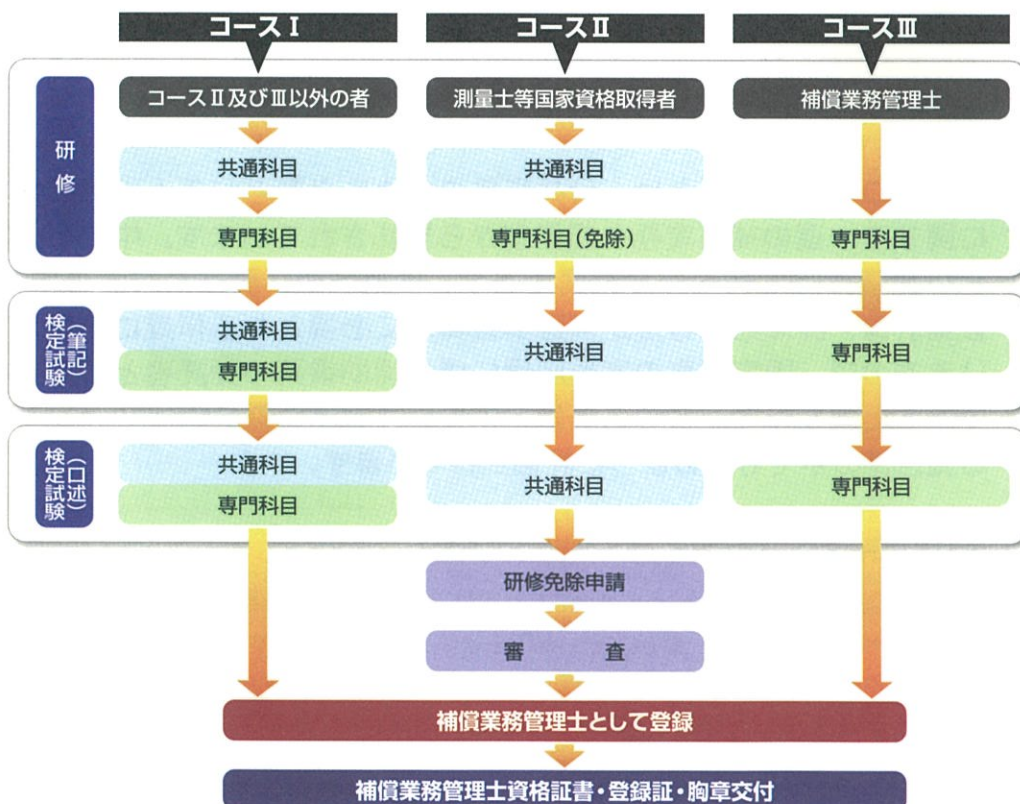 コースⅠ
コースⅡ
コースⅢ
研修
コースⅡ及びⅢ以外の者
測量士等国家資格取得者
補償業務管理士
共通科目
共通科目
専門科目
専門科目(免除)
専門科目
検定試験
(筆記)
共通科目
専門科目
共通科目
専門科目
検定試験
(口述)
共通科目
専門科目
共通科目
専門科目
研修免除申請
審査
補償業務管理士として登録
補償業務管理士資格証書・登録証・胸章交付